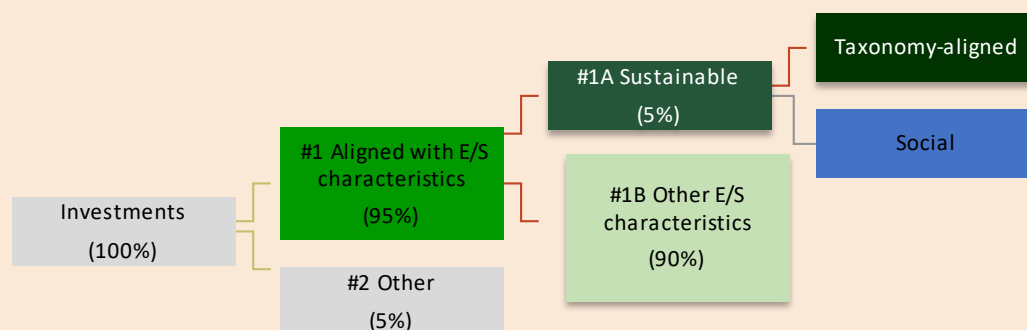 Investments
(100%)
#1 Aligned with E/S
characteristics
(95%)
#2 Other
(5%)
#1A Sustainable
(5%)
#1B Other E/S
characteristics
(90%)
Taxonomy-aligned
Social